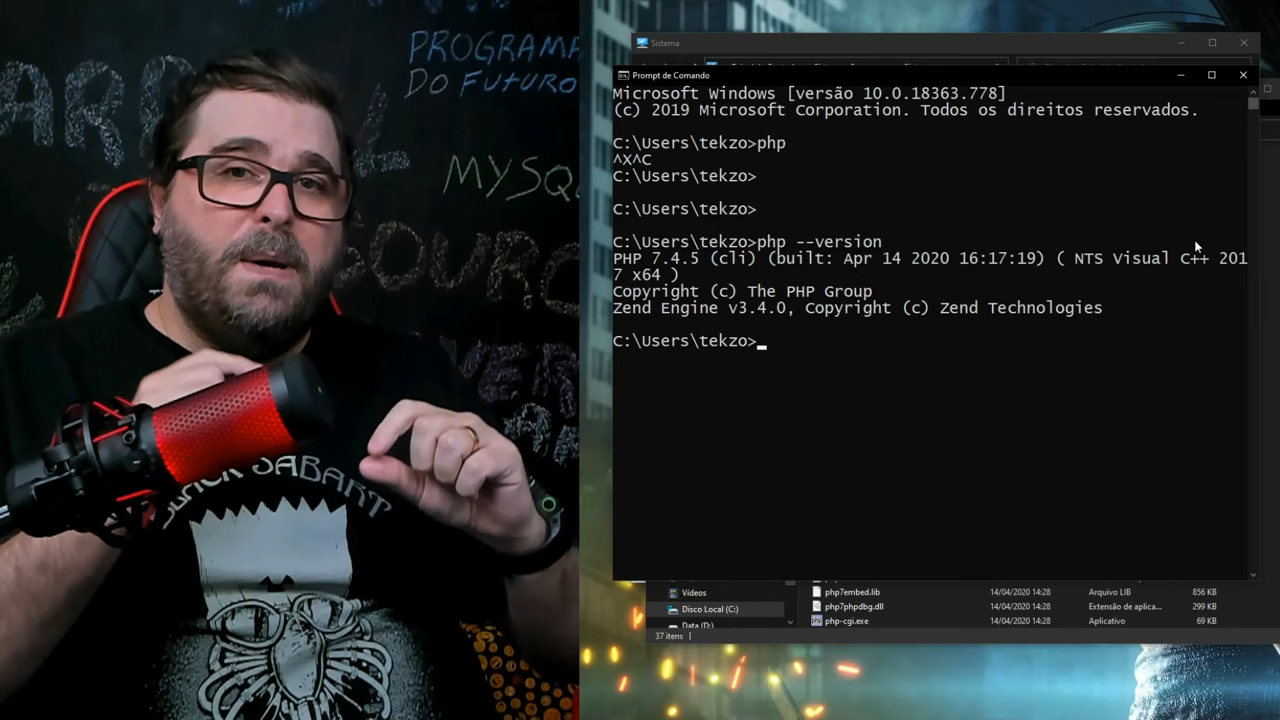 PROGRAMA
DO FUTURO
MYSQ
BLACK SABART
Sistema
Prompt de Comando
Microsoft Windows [versão 10.0.18363.778]
(c) 2019 Microsoft Corporation. Todos os direitos reservados.
C:\Users\tekzo>php
^X^C
C:\Users\tekzo>
C:\Users\tekzo>
C:\Users\tekzo>php --version
PHP 7.4.5 (cli) (built: Apr 14 2020 16:17:19) ( NTS Visual C++ 201
7 x64 )
Copyright (c) The PHP Group
Zend Engine v3.4.0, Copyright (c) Zend Technologies
C:\Users\tekzo>
Vídeos
Disco Local (C:)
Data (D:)
php7embed.lib 14/04/2020 14:28 Arquivo LIB 856 KB
php7phpdbg.dll 14/04/2020 14:28 Extensão de aplica... 299 KB
php-cgi.exe 14/04/2020 14:28 Aplicativo 69 KB
37 itens